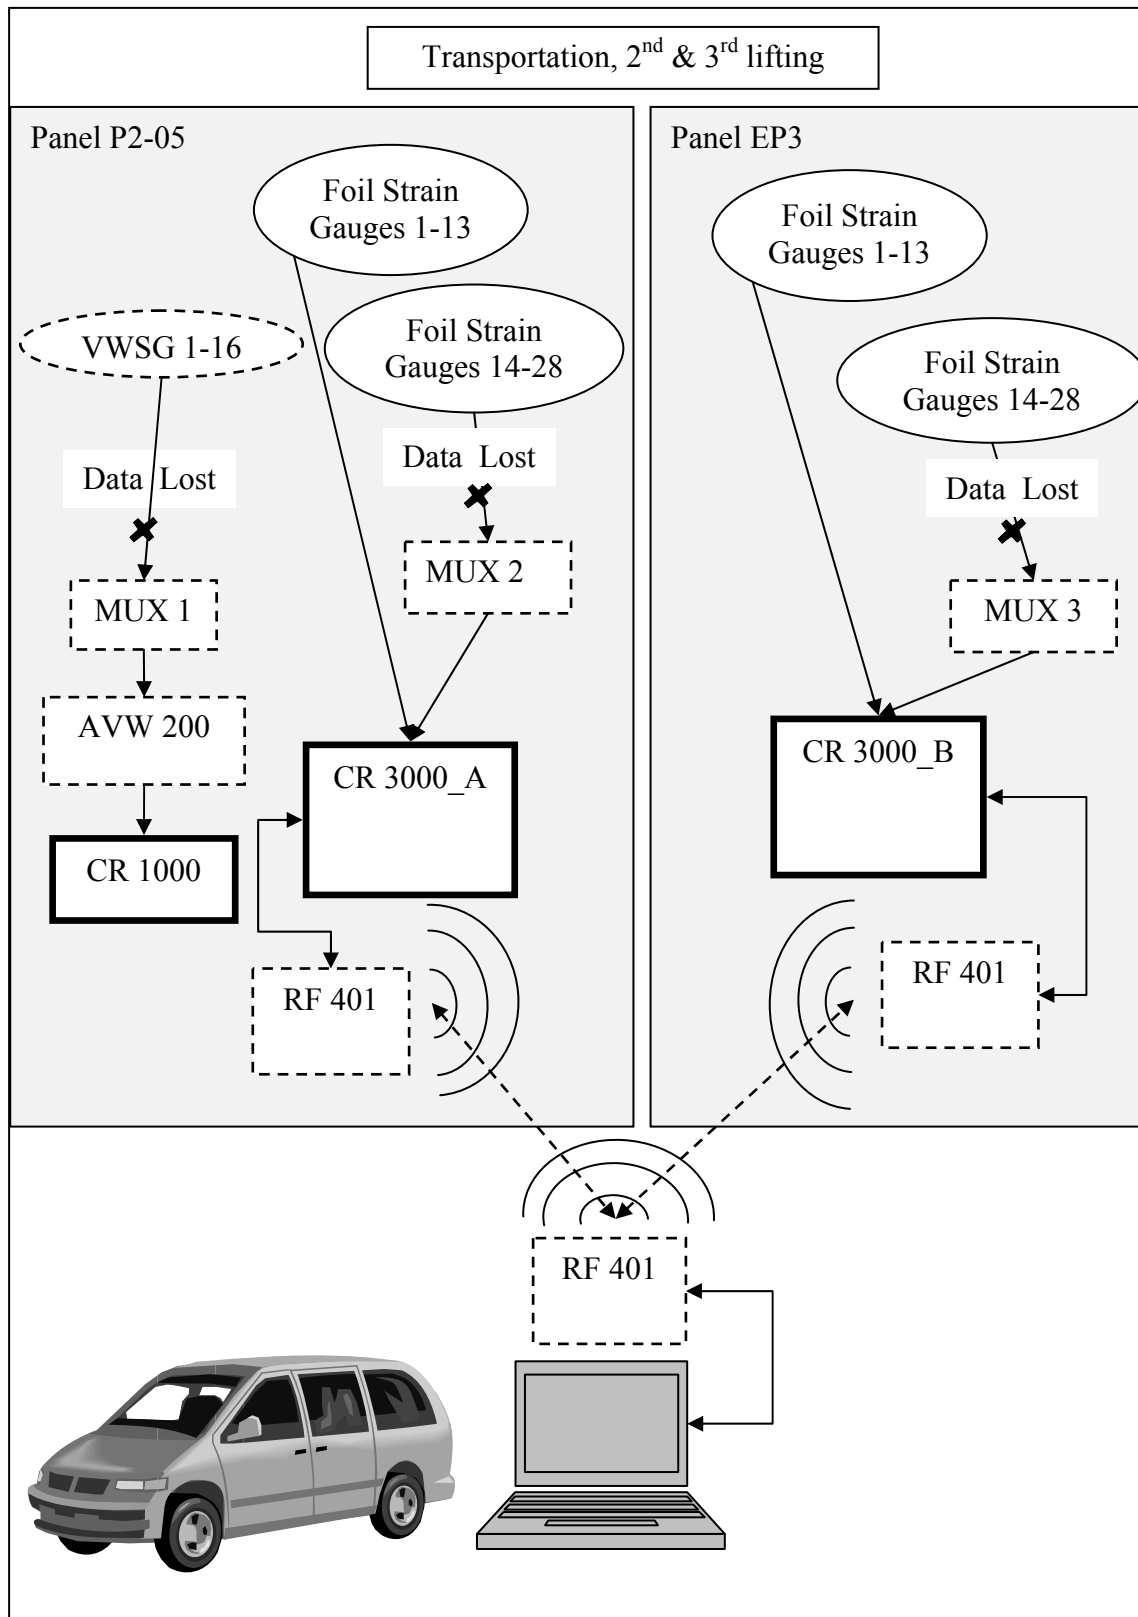 Transportation, 2nd & 3rd lifting
Panel P2-05
Foil Strain
Gauges 1-13
VWSG 1-16
Foil Strain
Gauges 14-28
Data Lost
Data Lost
MUX 2
MUX 1
AVW 200
CR 3000_A
CR 1000
RF 401
Panel EP3
Foil Strain
Gauges 1-13
Foil Strain
Gauges 14-28
Data Lost
MUX 3
CR 3000_B
RF 401
RF 401